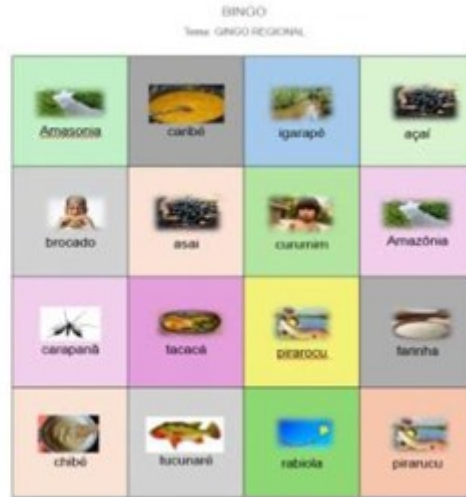 BINGO
Tema: GINGO REGIONAL
Amasonia
caribé
igarapé
açaí
brocado
asai
curumim
Amazônia
carapanã
tacacá
pirarocu
farinha
chibé
tucunaré
rabiola
pirarucu